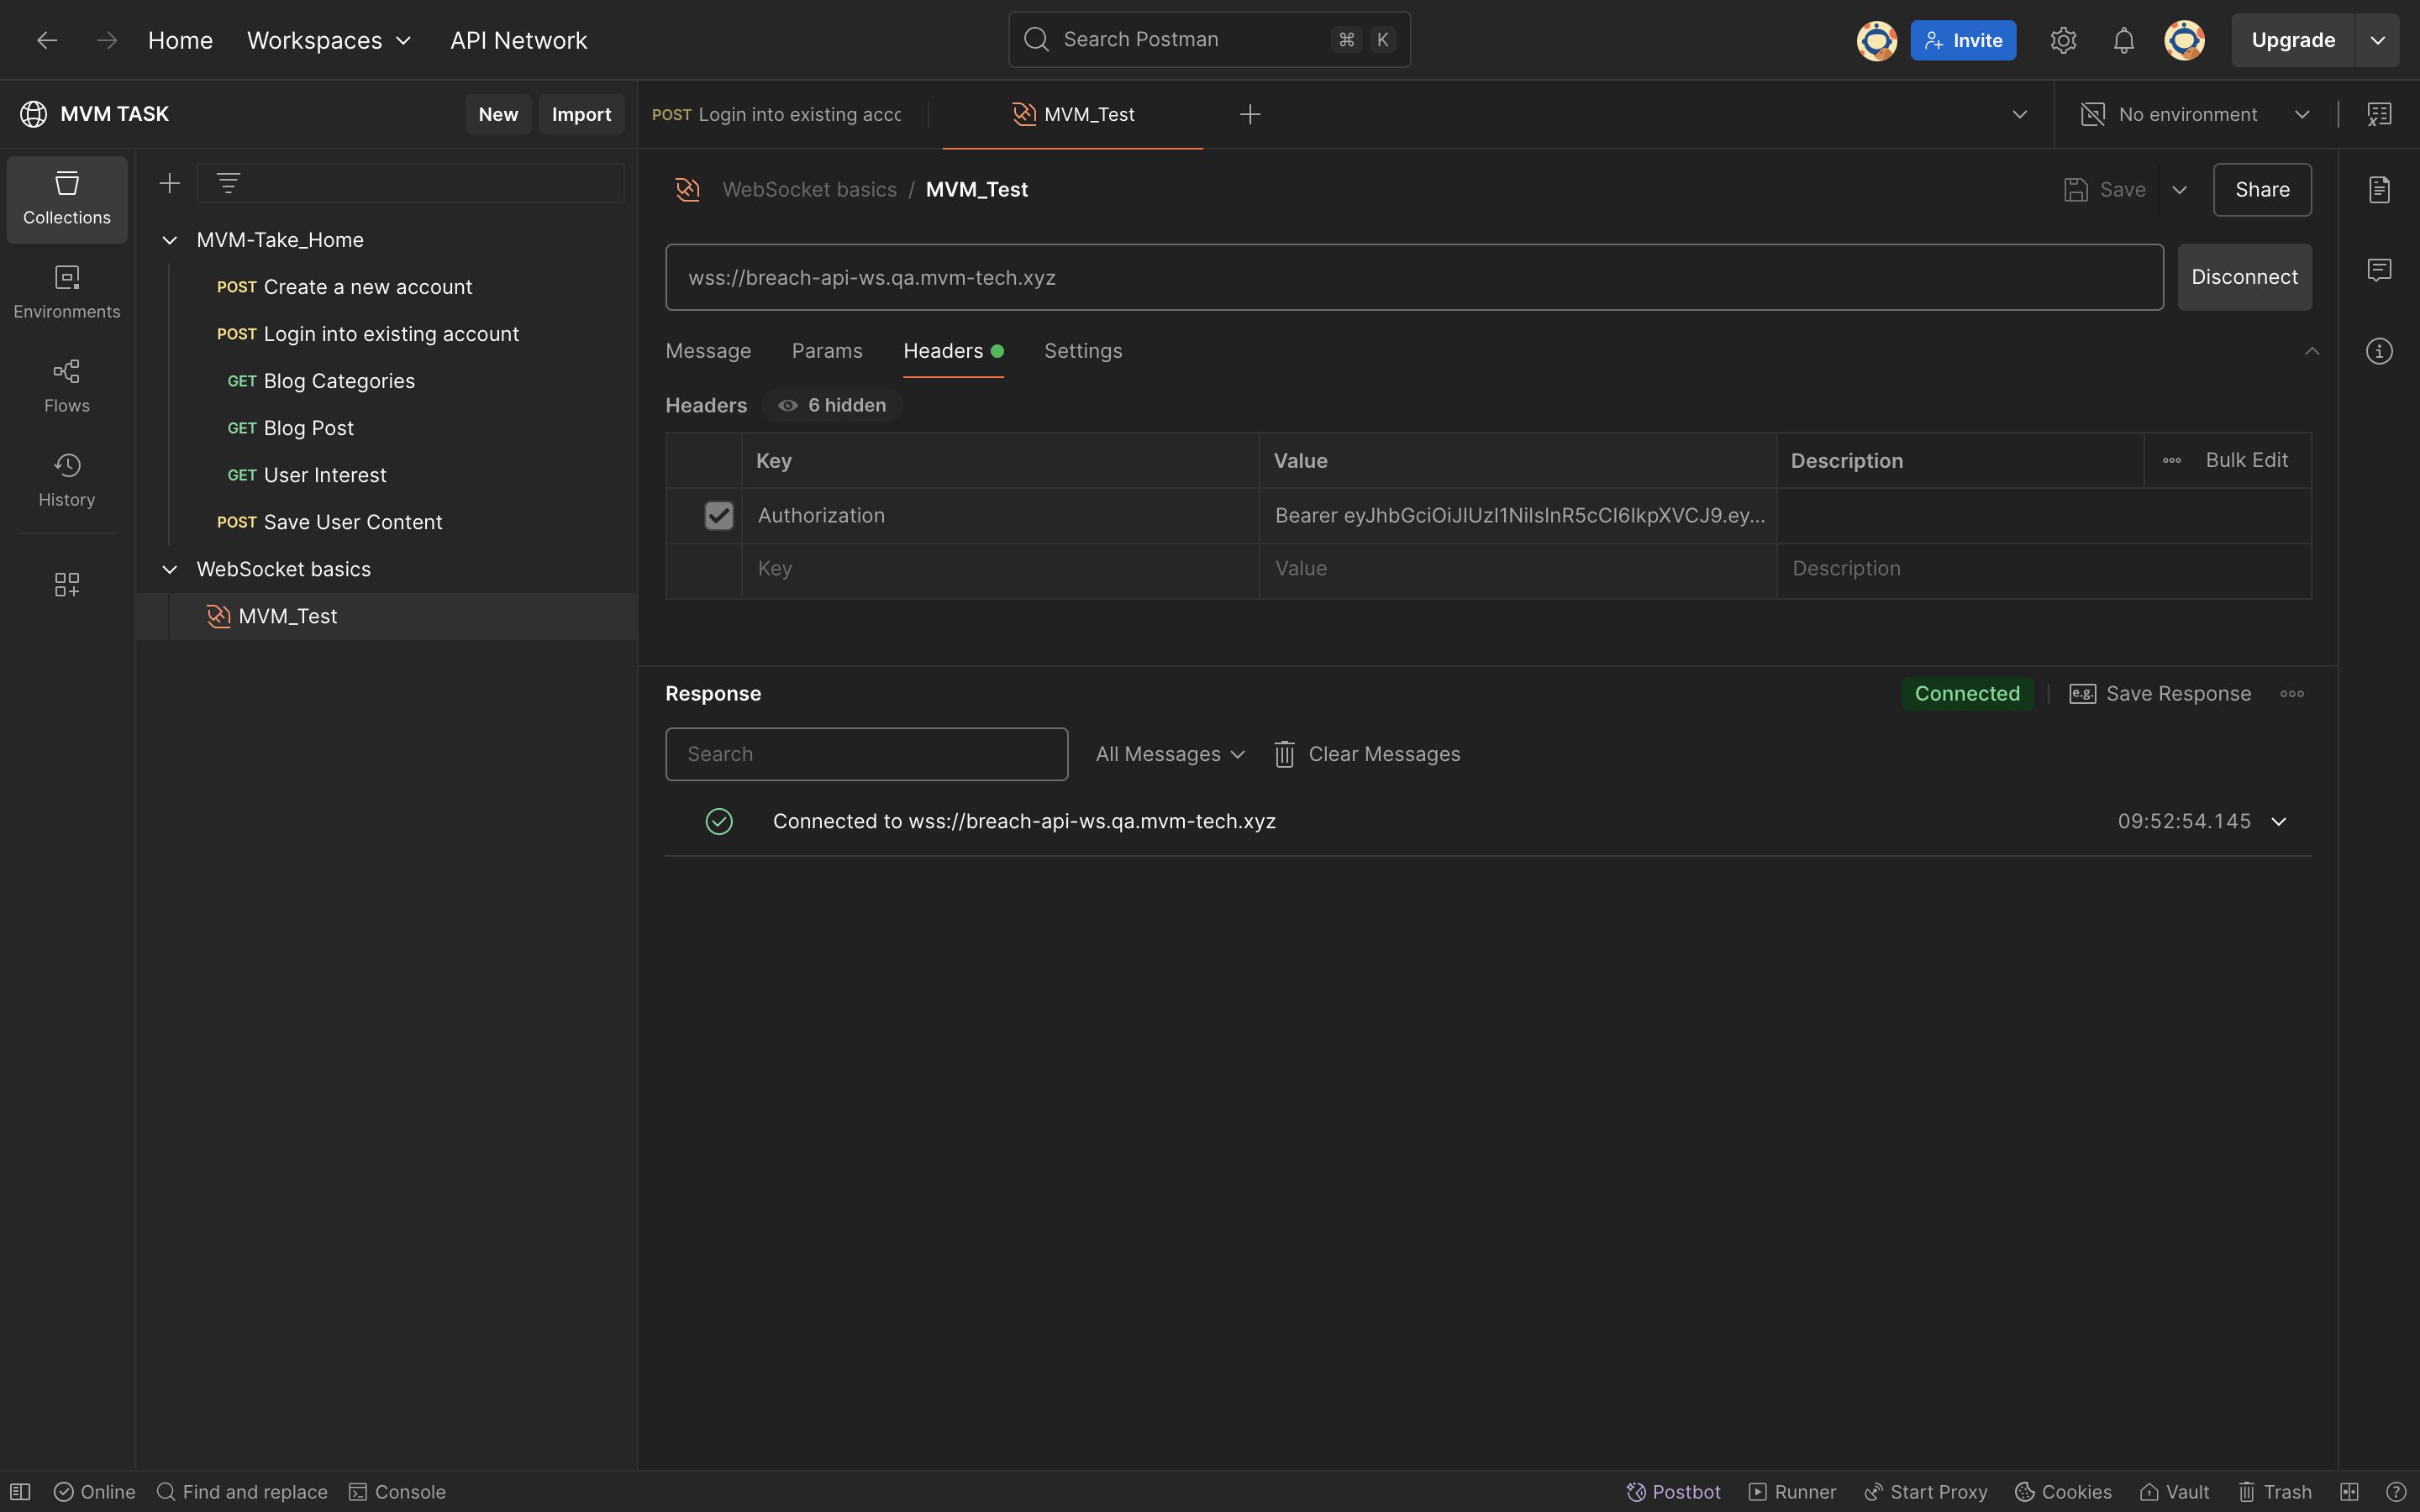 Home Workspaces API Network Search Postman ⌘ K Invite Upgrade
MVM TASK New Import
POST Login into existing acco MVM_Test No environment
Collections
Environments
Flows
History
MVM-Take_Home
POST Create a new account
POST Login into existing account
GET Blog Categories
GET Blog Post
GET User Interest
POST Save User Content
WebSocket basics
MVM_Test
WebSocket basics / MVM_Test Save Share
wss://breach-api-ws.qa.mvm-tech.xyz Disconnect
Message Params Headers Settings
Headers 6 hidden
Key Value Description Bulk Edit
Authorization Bearer eyJhbGciOiJIUzI1NiIsInR5cCI6IkpXVCJ9.ey...
Key Value Description
Response Connected e.g. Save Response
Search All Messages Clear Messages
Connected to wss://breach-api-ws.qa.mvm-tech.xyz 09:52:54.145
Online Find and replace Console Postbot Runner Start Proxy Cookies Vault Trash